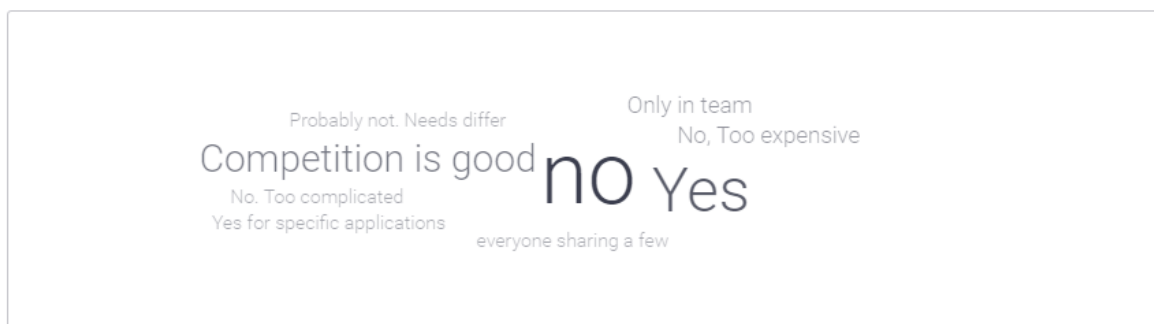 Only in team
Probably not. Needs differ
No, Too expensive
Competition is good
no
Yes
No. Too complicated
Yes for specific applications
everyone sharing a few